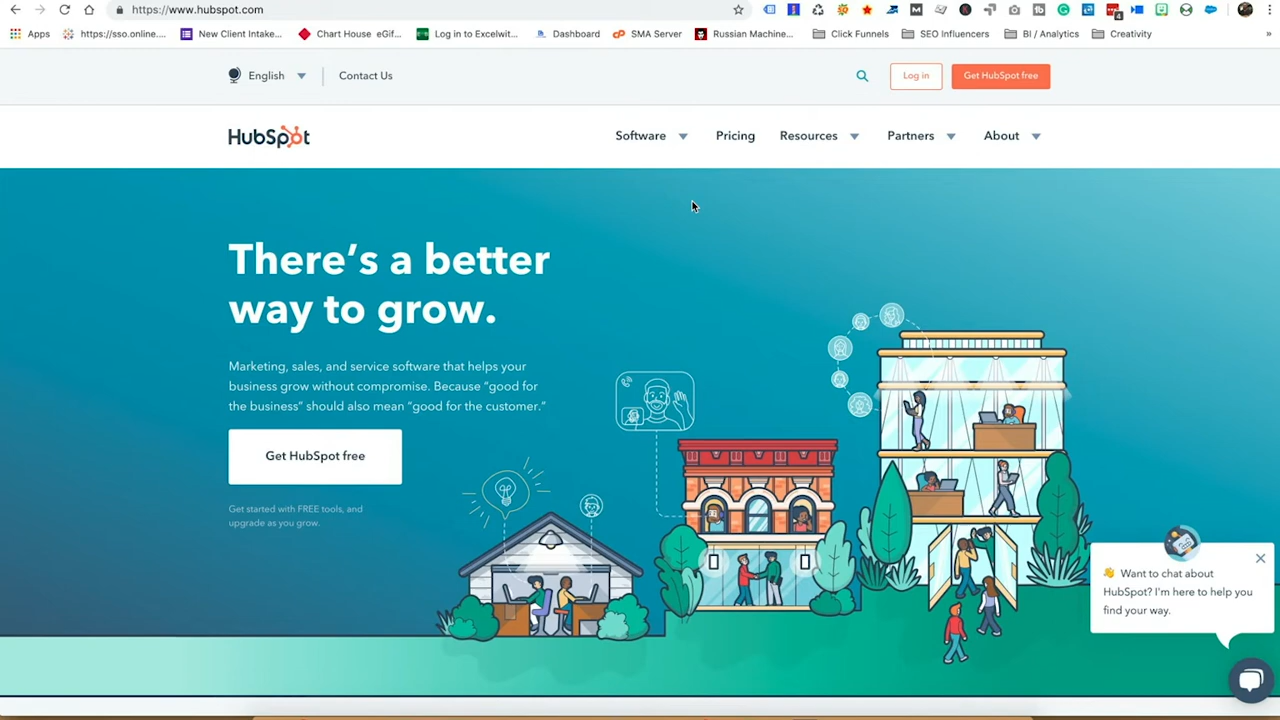 https://www.hubspot.com
Apps
https://sso.online....
New Client Intake...
Chart House eGif...
Log in to Excelwit...
Dashboard
SMA Server
Russian Machine...
Click Funnels
SEO Influencers
BI / Analytics
Creativity
»
English
Contact Us
Log in
Get HubSpot free
HubSpot
Software
Pricing
Resources
Partners
About
There’s a better
way to grow.
Marketing, sales, and service software that helps your
business grow without compromise. Because “good for
the business” should also mean “good for the customer.”
Get HubSpot free
Get started with FREE tools, and
upgrade as you grow.
👋 Want to chat about
HubSpot? I'm here to help you
find your way.